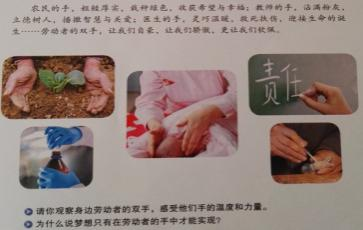 农民的手，粗糙厚实，栽种绿色，收获希望与幸福；教师的手，沾满粉灰，
立德树人，播撒智慧与关爱；医生的手，灵巧温暖，救死扶伤，迎接生命的诞
生……劳动者的双手，让我们自豪，让我们骄傲，更让我们钦佩。
责任
请你观察身边劳动者的双手，感受他们手的温度和力量。
为什么说梦想只有在劳动者的手中才能实现？